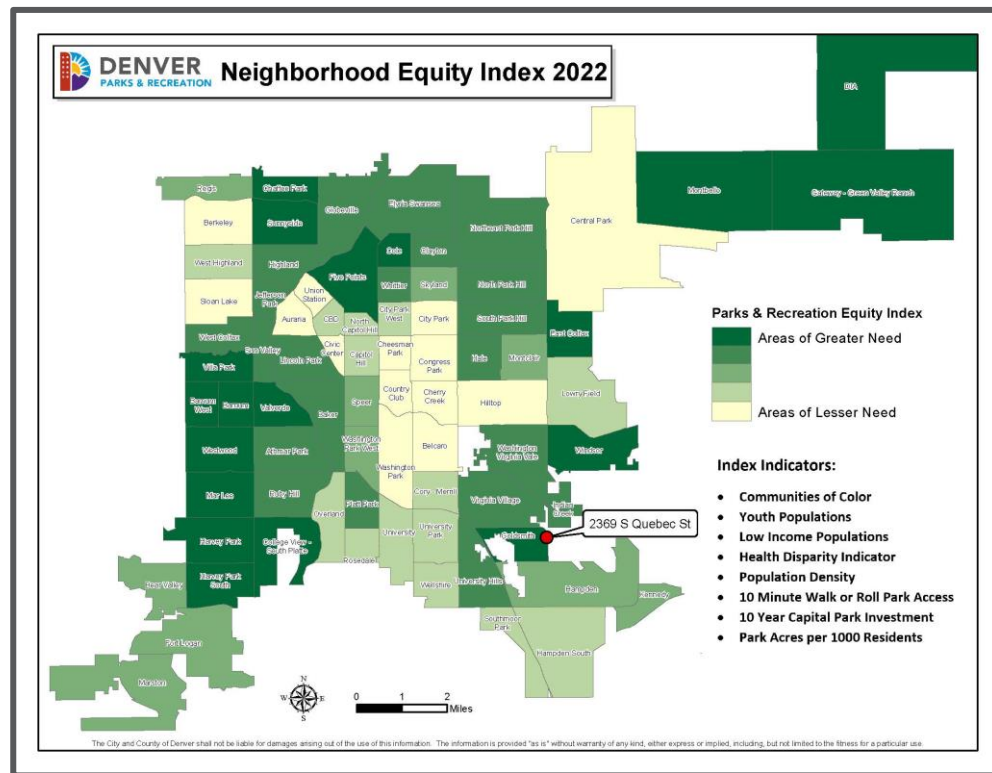 DENVER
PARKS & RECREATION
Neighborhood Equity Index 2022
DIA
Montbello
Gateway - Green Valley Ranch
Central Park
Regis
Chaffee Park
Globeville
Elyria Swansea
Northeast Park Hill
Berkeley
Sunnyside
West Highland
Highland
Five Points
Cole
Clayton
Sloan Lake
Jefferson
Park
Union
Station
Whittier
Skyland
North Park Hill
Auraria
CBD
North
Capitol Hill
City Park
West
City Park
South Park Hill
East Colfax
West Colfax
Sun Valley
Lincoln Park
Civic
Center
Capitol
Hill
Cheesman
Park
Congress
Park
Hale
Montclair
Villa Park
Barnum
West
Barnum
Valverde
Baker
Speer
Country
Club
Cherry
Creek
Hilltop
Lowry Field
Westwood
Athmar Park
Washington
Park West
Washington
Park
Belcaro
Washington
Virginia Vale
Windsor
Mar Lee
Ruby Hill
Overland
Platt Park
Cory - Merrill
Virginia Village
Indian
Creek
Harvey Park
College View -
South Platte
Rosedale
University
University
Park
Goldsmith
2369 S Quebec St
Bear Valley
Harvey Park
South
Wellshire
University Hills
Hampden
Kennedy
Fort Logan
Southmoor
Park
Hampden South
Marston
Parks & Recreation Equity Index
Areas of Greater Need
Areas of Lesser Need
Index Indicators:
• Communities of Color
• Youth Populations
• Low Income Populations
• Health Disparity Indicator
• Population Density
• 10 Minute Walk or Roll Park Access
• 10 Year Capital Park Investment
• Park Acres per 1000 Residents
N
W E
S
0 1 2
Miles
The City and County of Denver shall not be liable for damages arising out of the use of this information. The information is provided "as is" without warranty of any kind, either express or implied, including, but not limited to the fitness for a particular use.